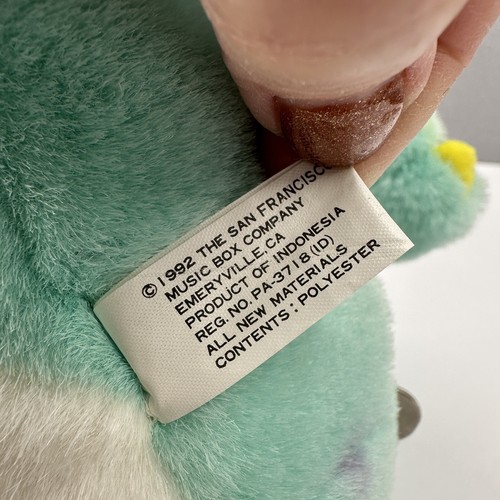 ©1992 THE SAN FRANCISCO
MUSIC BOX COMPANY
EMERYVILLE, CA
PRODUCT OF INDONESIA
REG. NO. PA-3718 (ID)
ALL NEW MATERIALS
CONTENTS : POLYESTER